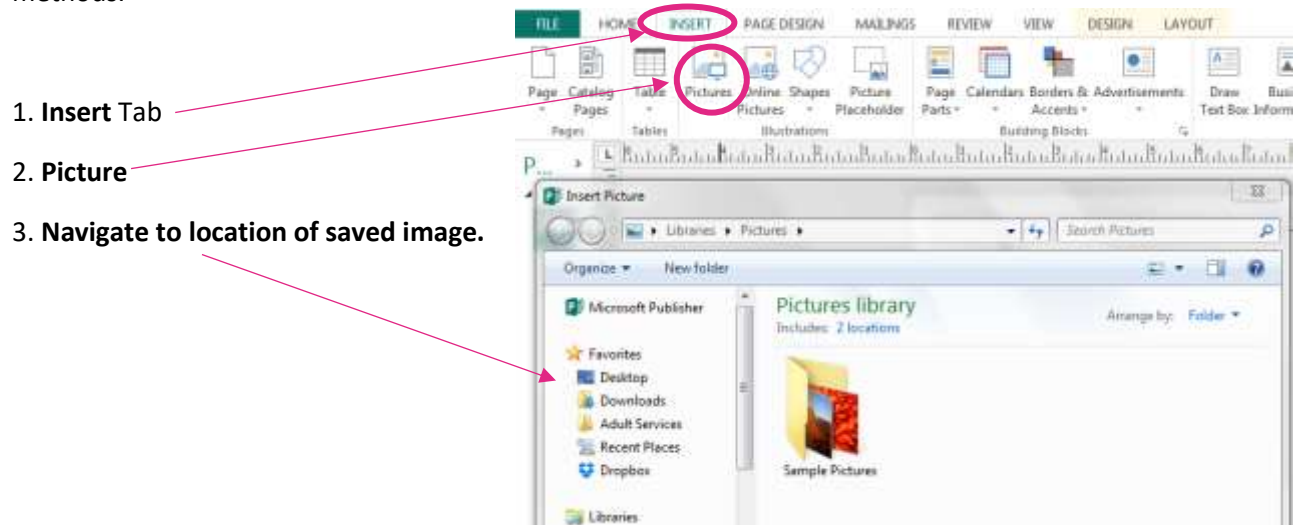 methods.
1. Insert Tab
2. Picture
3. Navigate to location of saved image.
FILE HOME INSERT PAGE DESIGN MAILINGS REVIEW VIEW DESIGN LAYOUT
Page Catalog Table Pictures Online Shapes Picture Page Calendars Borders & Advertisements Draw
Pages Pictures Placeholder Parts Accents Text Box
Pages Tables Illustrations Building Blocks
P...
Insert Picture
Libraries Pictures Search Pictures
Organize New folder
Microsoft Publisher
Pictures library
Includes: 2 locations
Arrange by: Folder
Favorites
Desktop
Downloads
Adult Services
Recent Places
Dropbox
Sample Pictures
Libraries